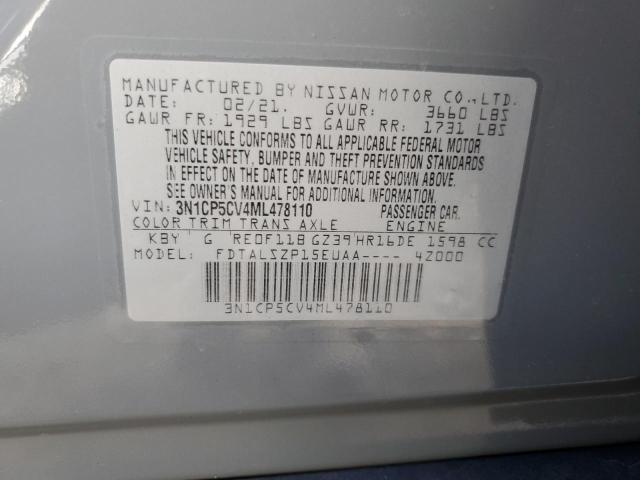 MANUFACTURED BY NISSAN MOTOR CO.,LTD.
DATE: 02/21. GVWR: 3660 LBS
GAWR FR: 1929 LBS GAWR RR: 1731 LBS
THIS VEHICLE CONFORMS TO ALL APPLICABLE FEDERAL MOTOR
VEHICLE SAFETY, BUMPER AND THEFT PREVENTION STANDARDS
IN EFFECT ON THE DATE OF MANUFACTURE SHOWN ABOVE.
SEE OWNER'S MANUAL FOR ADDITIONAL INFORMATION.
VIN: 3N1CP5CV4ML478110 PASSENGER CAR.
COLOR TRIM TRANS AXLE ENGINE
KBY G RE0F11B GZ39 HR16DE 1598 CC
MODEL: FDTALSZP15EUAA---- 4Z000
3N1CP5CV4ML478110